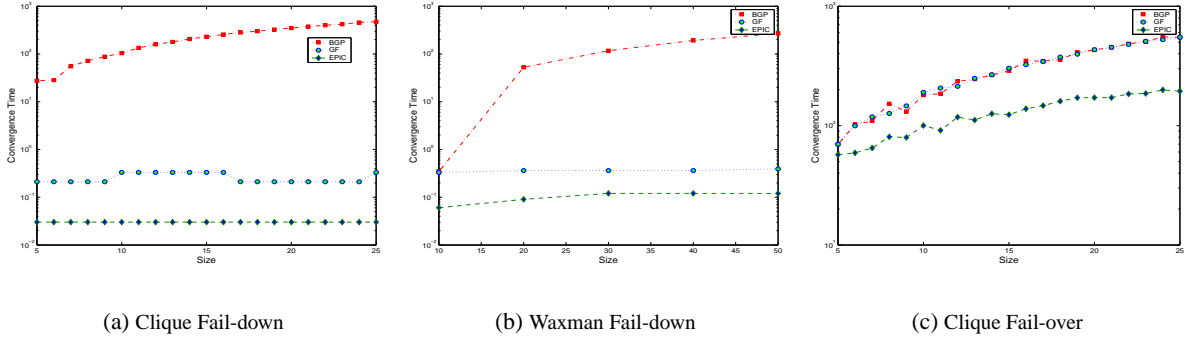 10³
10²
10¹
10⁰
10⁻¹
10⁻²
Convergence Time
5
10
15
20
25
Size
BGP
GF
EPIC
(a) Clique Fail-down
10³
10²
10¹
10⁰
10⁻¹
10⁻²
Convergence Time
10
15
20
25
30
35
40
45
50
Size
BGP
GF
EPIC
(b) Waxman Fail-down
10³
10²
10¹
Convergence Time
5
10
15
20
25
Size
BGP
GF
EPIC
(c) Clique Fail-over